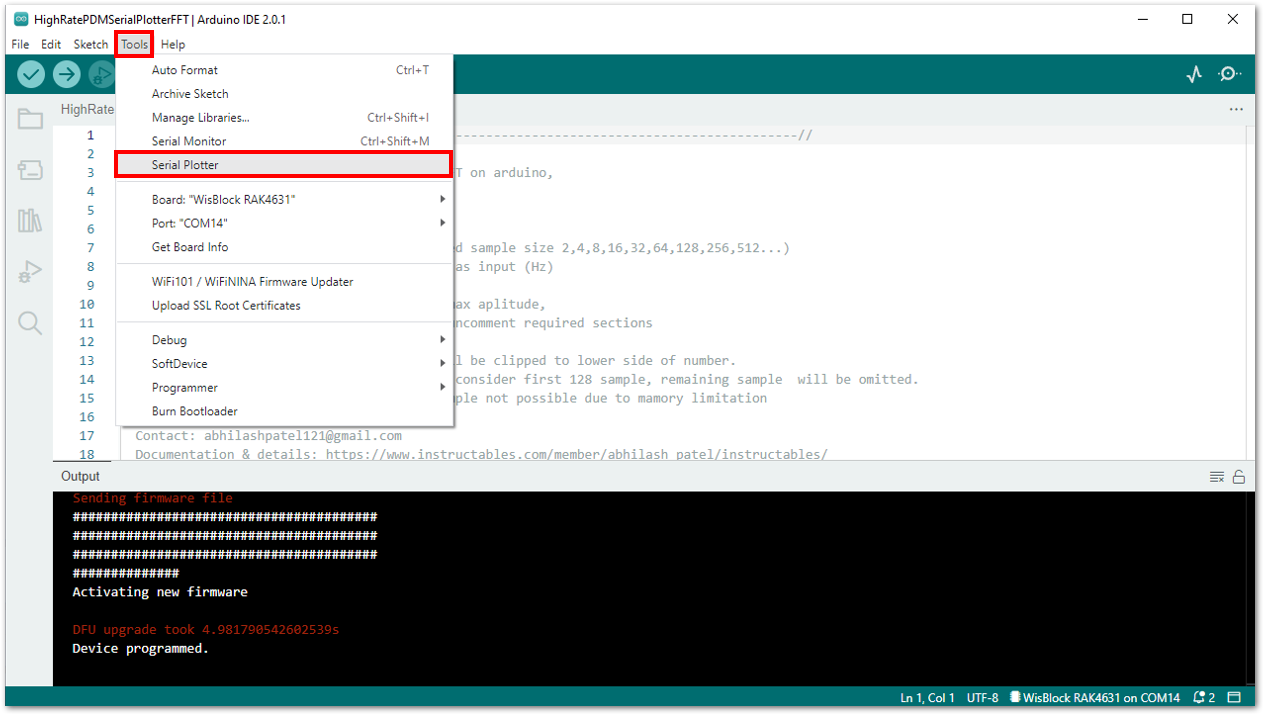 HighRatePDMSerialPlotterFFT | Arduino IDE 2.0.1
File Edit Sketch Tools Help
Auto Format Ctrl+T
Archive Sketch
Manage Libraries... Ctrl+Shift+I
Serial Monitor Ctrl+Shift+M
Serial Plotter
Board: "WisBlock RAK4631"
Port: "COM14"
Get Board Info
WiFi101 / WiFiNINA Firmware Updater
Upload SSL Root Certificates
Debug
SoftDevice
Programmer
Burn Bootloader
HighRate
1 -------------------------------------------//
2
3 T on arduino,
4
5
6
7 d sample size 2,4,8,16,32,64,128,256,512...)
8 as input (Hz)
9
10 ax aplitude,
11 ncomment required sections
12
13 l be clipped to lower side of number.
14 consider first 128 sample, remaining sample  will be omitted.
15 ple not possible due to mamory limitation
16
17 Contact: abhilashpatel121@gmail.com
18 Documentation & details: https://www.instructables.com/member/abhilash_patel/instructables/
Output
Sending firmware file
########################################
########################################
########################################
##############
Activating new firmware
DFU upgrade took 4.981790542602539s
Device programmed.
Ln 1, Col 1 UTF-8 WisBlock RAK4631 on COM14 2